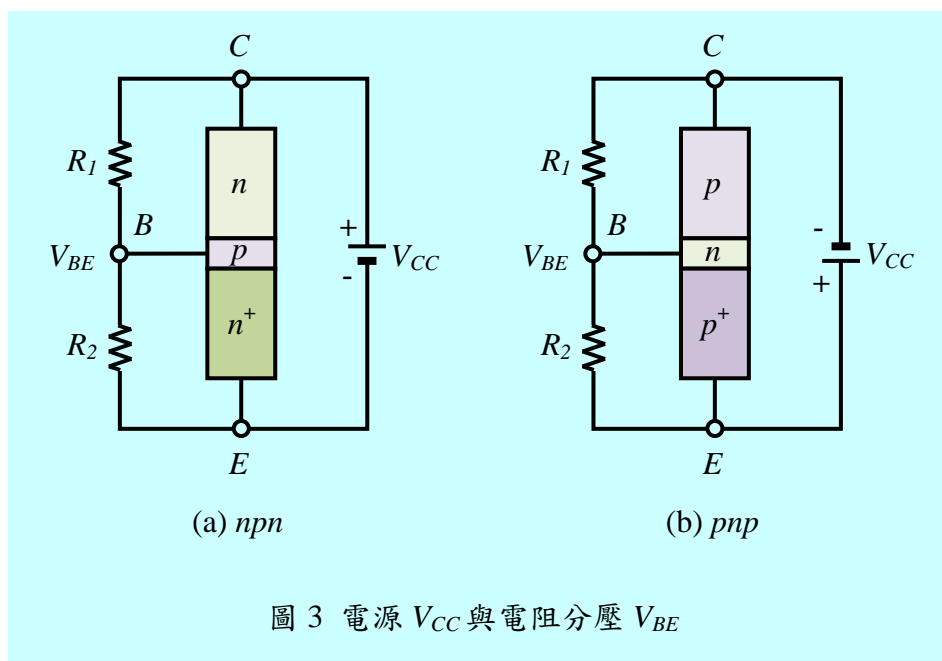 C
C
R1
n
R1
p
B
+
B
-
VBE
p
VCC
VBE
n
VCC
-
+
R2
n+
R2
p+
E
E
(a) npn
(b) pnp
圖 3 電源 VCC 與電阻分壓 VBE